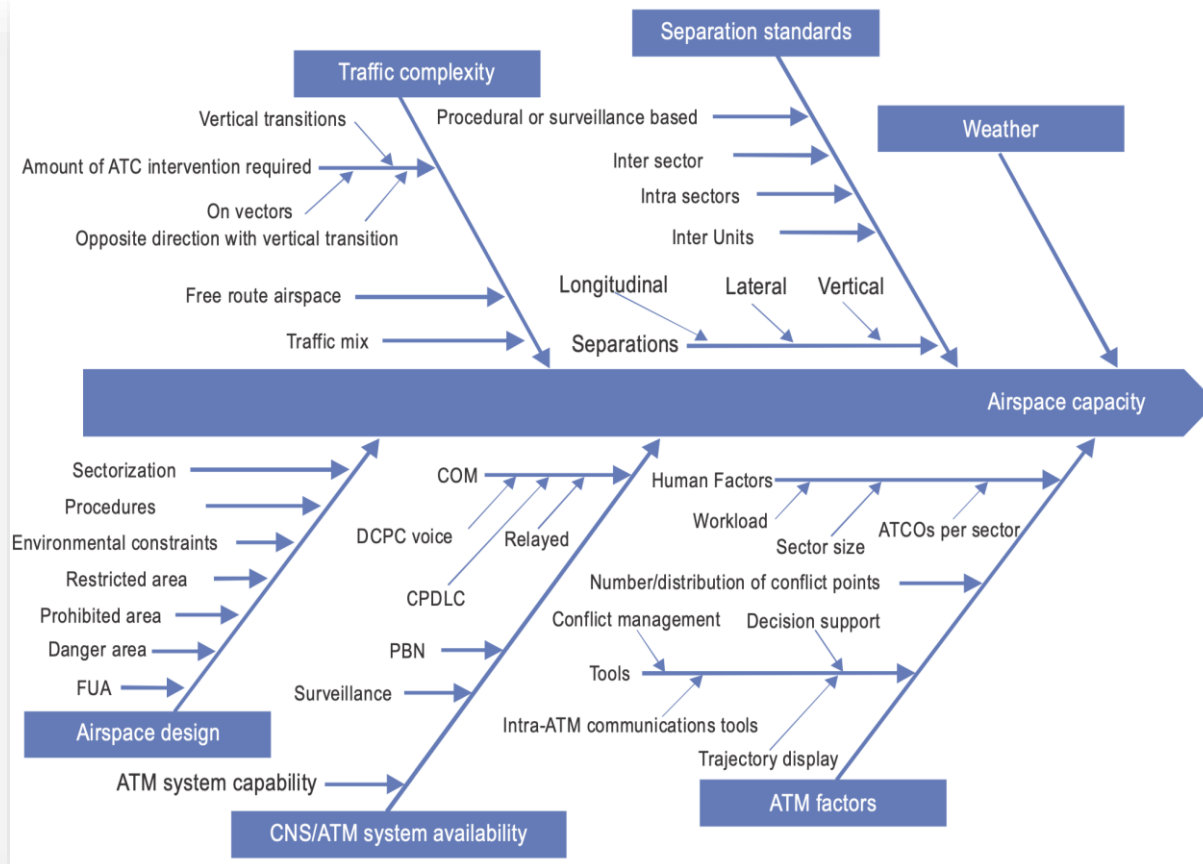 Separation standards
Traffic complexity
Weather
Vertical transitions
Amount of ATC intervention required
On vectors
Opposite direction with vertical transition
Free route airspace
Traffic mix
Procedural or surveillance based
Inter sector
Intra sectors
Inter Units
Longitudinal
Lateral
Vertical
Separations
Airspace capacity
Sectorization
Procedures
Environmental constraints
Restricted area
Prohibited area
Danger area
FUA
Airspace design
COM
DCPC voice
Relayed
CPDLC
PBN
Surveillance
ATM system capability
CNS/ATM system availability
Human Factors
Workload
Sector size
ATCOs per sector
Number/distribution of conflict points
Conflict management
Decision support
Tools
Intra-ATM communications tools
Trajectory display
ATM factors